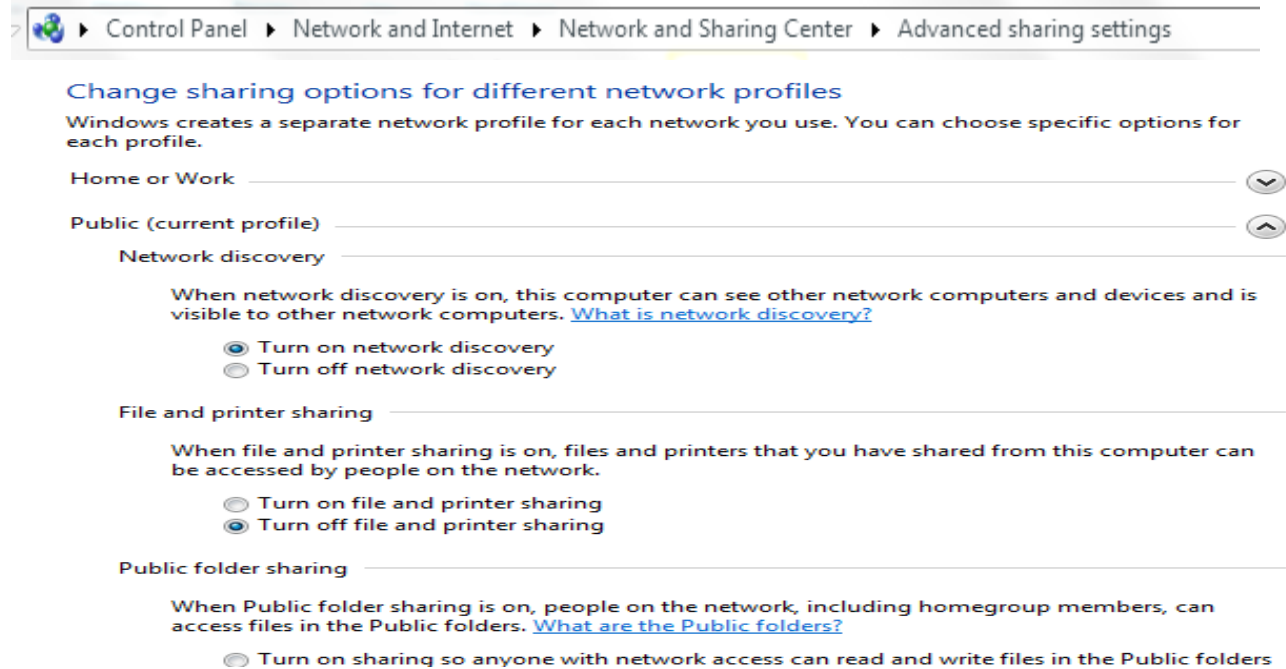 Control Panel ▸ Network and Internet ▸ Network and Sharing Center ▸ Advanced sharing settings
Change sharing options for different network profiles
Windows creates a separate network profile for each network you use. You can choose specific options for
each profile.
Home or Work
Public (current profile)
Network discovery
When network discovery is on, this computer can see other network computers and devices and is
visible to other network computers. What is network discovery?
Turn on network discovery
Turn off network discovery
File and printer sharing
When file and printer sharing is on, files and printers that you have shared from this computer can
be accessed by people on the network.
Turn on file and printer sharing
Turn off file and printer sharing
Public folder sharing
When Public folder sharing is on, people on the network, including homegroup members, can
access files in the Public folders. What are the Public folders?
Turn on sharing so anyone with network access can read and write files in the Public folders